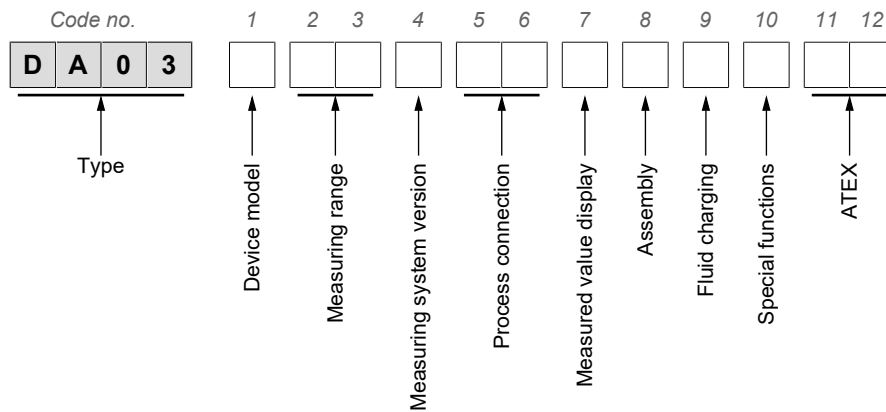 Code no. 1 2 3 4 5 6 7 8 9 10 11 12
D A 0 3
Type
Device model
Measuring range
Measuring system version
Process connection
Measured value display
Assembly
Fluid charging
Special functions
ATEX